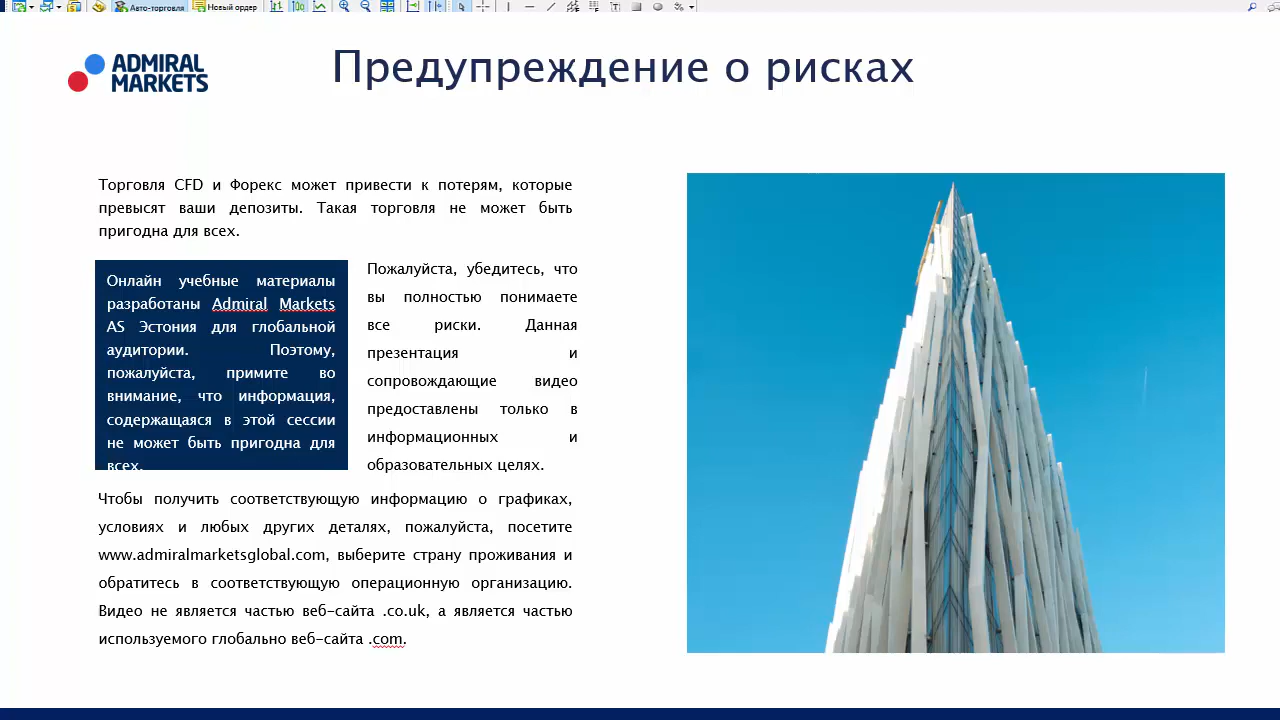 Авто-торговля
Новый ордер
ADMIRAL
MARKETS
Предупреждение о рисках
Торговля CFD и Форекс может привести к потерям, которые
превысят ваши депозиты. Такая торговля не может быть
пригодна для всех.
Онлайн учебные материалы
разработаны Admiral Markets
AS Эстония для глобальной
аудитории. Поэтому,
пожалуйста, примите во
внимание, что информация,
содержащаяся в этой сессии
не может быть пригодна для
всех.
Пожалуйста, убедитесь, что
вы полностью понимаете
все риски. Данная
презентация и
сопровождающие видео
предоставлены только в
информационных и
образовательных целях.
Чтобы получить соответствующую информацию о графиках,
условиях и любых других деталях, пожалуйста, посетите
www.admiralmarketsglobal.com, выберите страну проживания и
обратитесь в соответствующую операционную организацию.
Видео не является частью веб-сайта .co.uk, а является частью
используемого глобально веб-сайта .com.